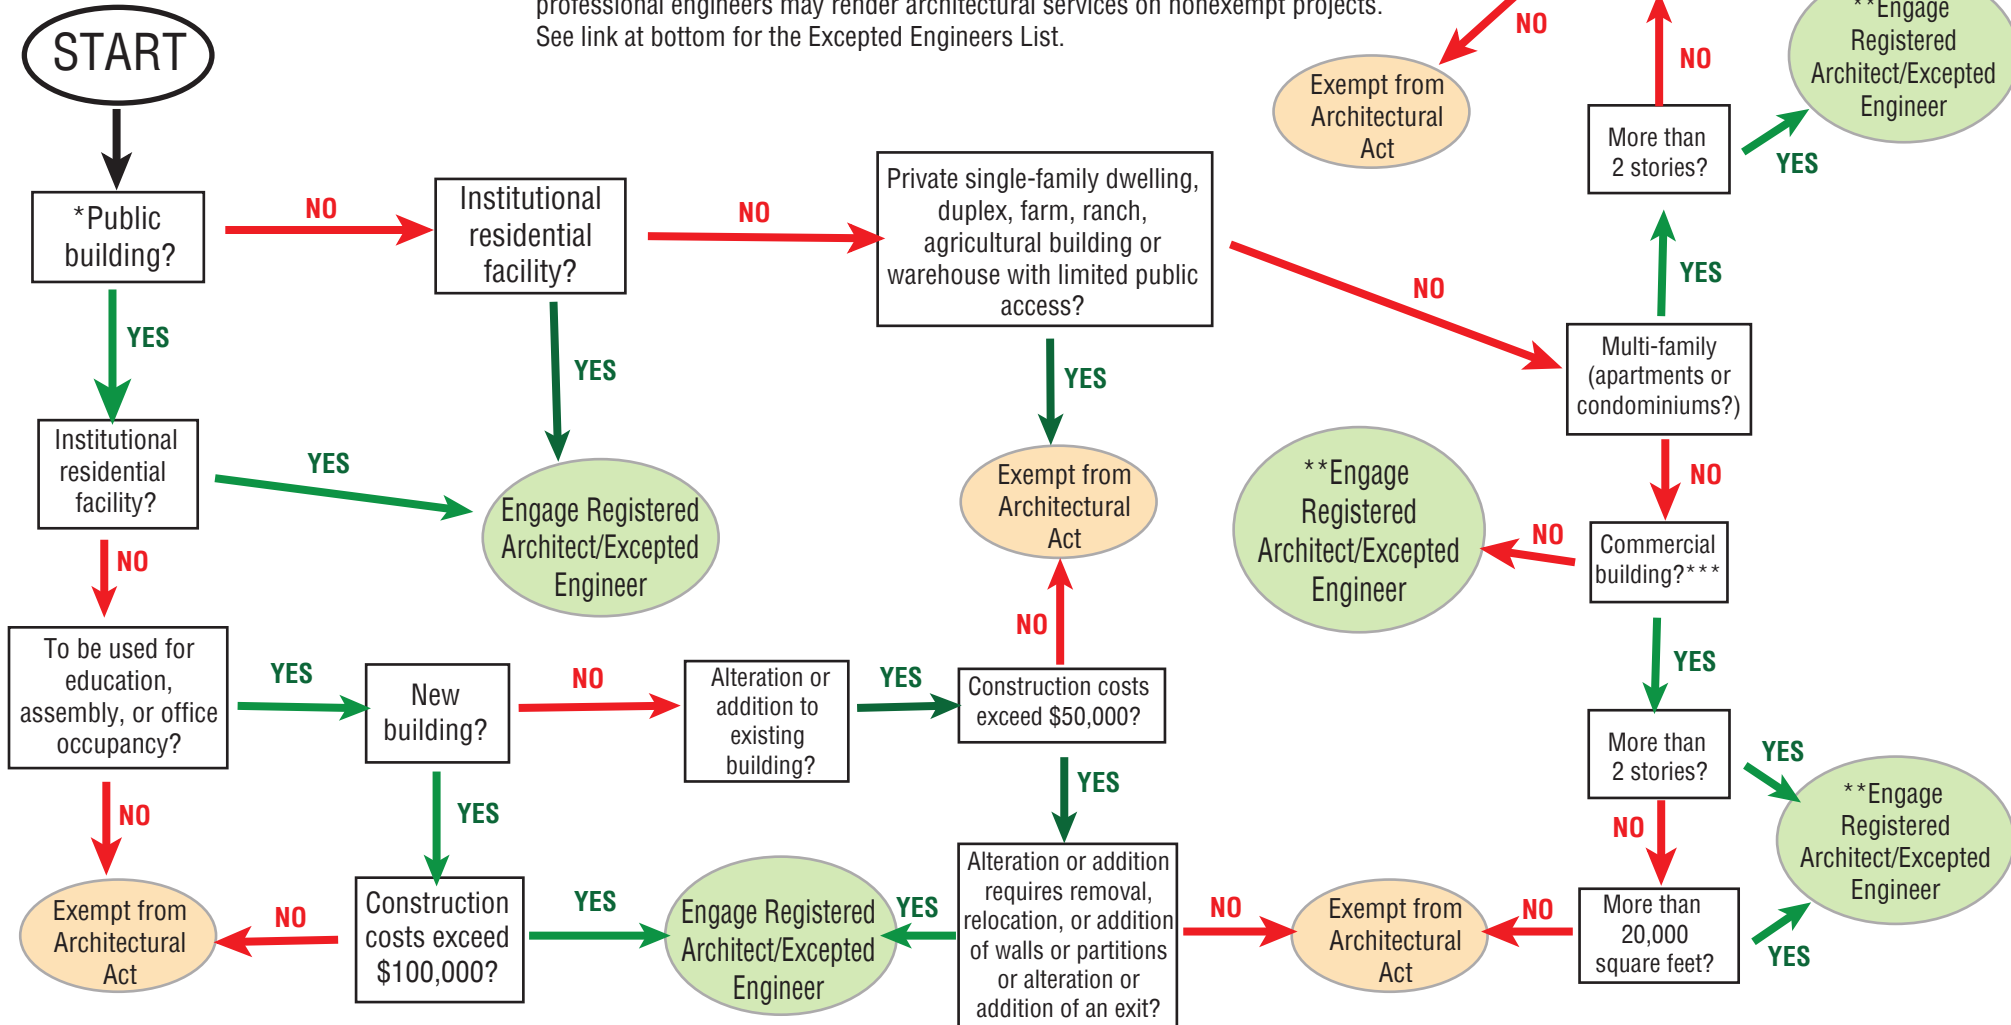 professional engineers may render architectural services on nonexempt projects.
See link at bottom for the Excepted Engineers List.
START
*Public
building?
NO
Institutional
residential
facility?
NO
Private single-family dwelling,
duplex, farm, ranch,
agricultural building or
warehouse with limited public
access?
NO
Exempt from
Architectural
Act
NO
NO
**Engage
Registered
Architect/Excepted
Engineer
More than
2 stories?
YES
YES
Multi-family
(apartments or
condominiums?)
YES
YES
YES
Institutional
residential
facility?
YES
Engage Registered
Architect/Excepted
Engineer
Exempt from
Architectural
Act
**Engage
Registered
Architect/Excepted
Engineer
NO
NO
Commercial
building?***
NO
NO
YES
To be used for
education,
assembly, or office
occupancy?
YES
New
building?
NO
Alteration or
addition to
existing
building?
YES
Construction costs
exceed $50,000?
More than
2 stories?
YES
NO
YES
YES
NO
**Engage
Registered
Architect/Excepted
Engineer
Exempt from
Architectural
Act
NO
Construction
costs exceed
$100,000?
YES
Engage Registered
Architect/Excepted
Engineer
YES
Alteration or addition
requires removal,
relocation, or addition
of walls or partitions
or alteration or
addition of an exit?
NO
Exempt from
Architectural
Act
NO
More than
20,000
square feet?
YES